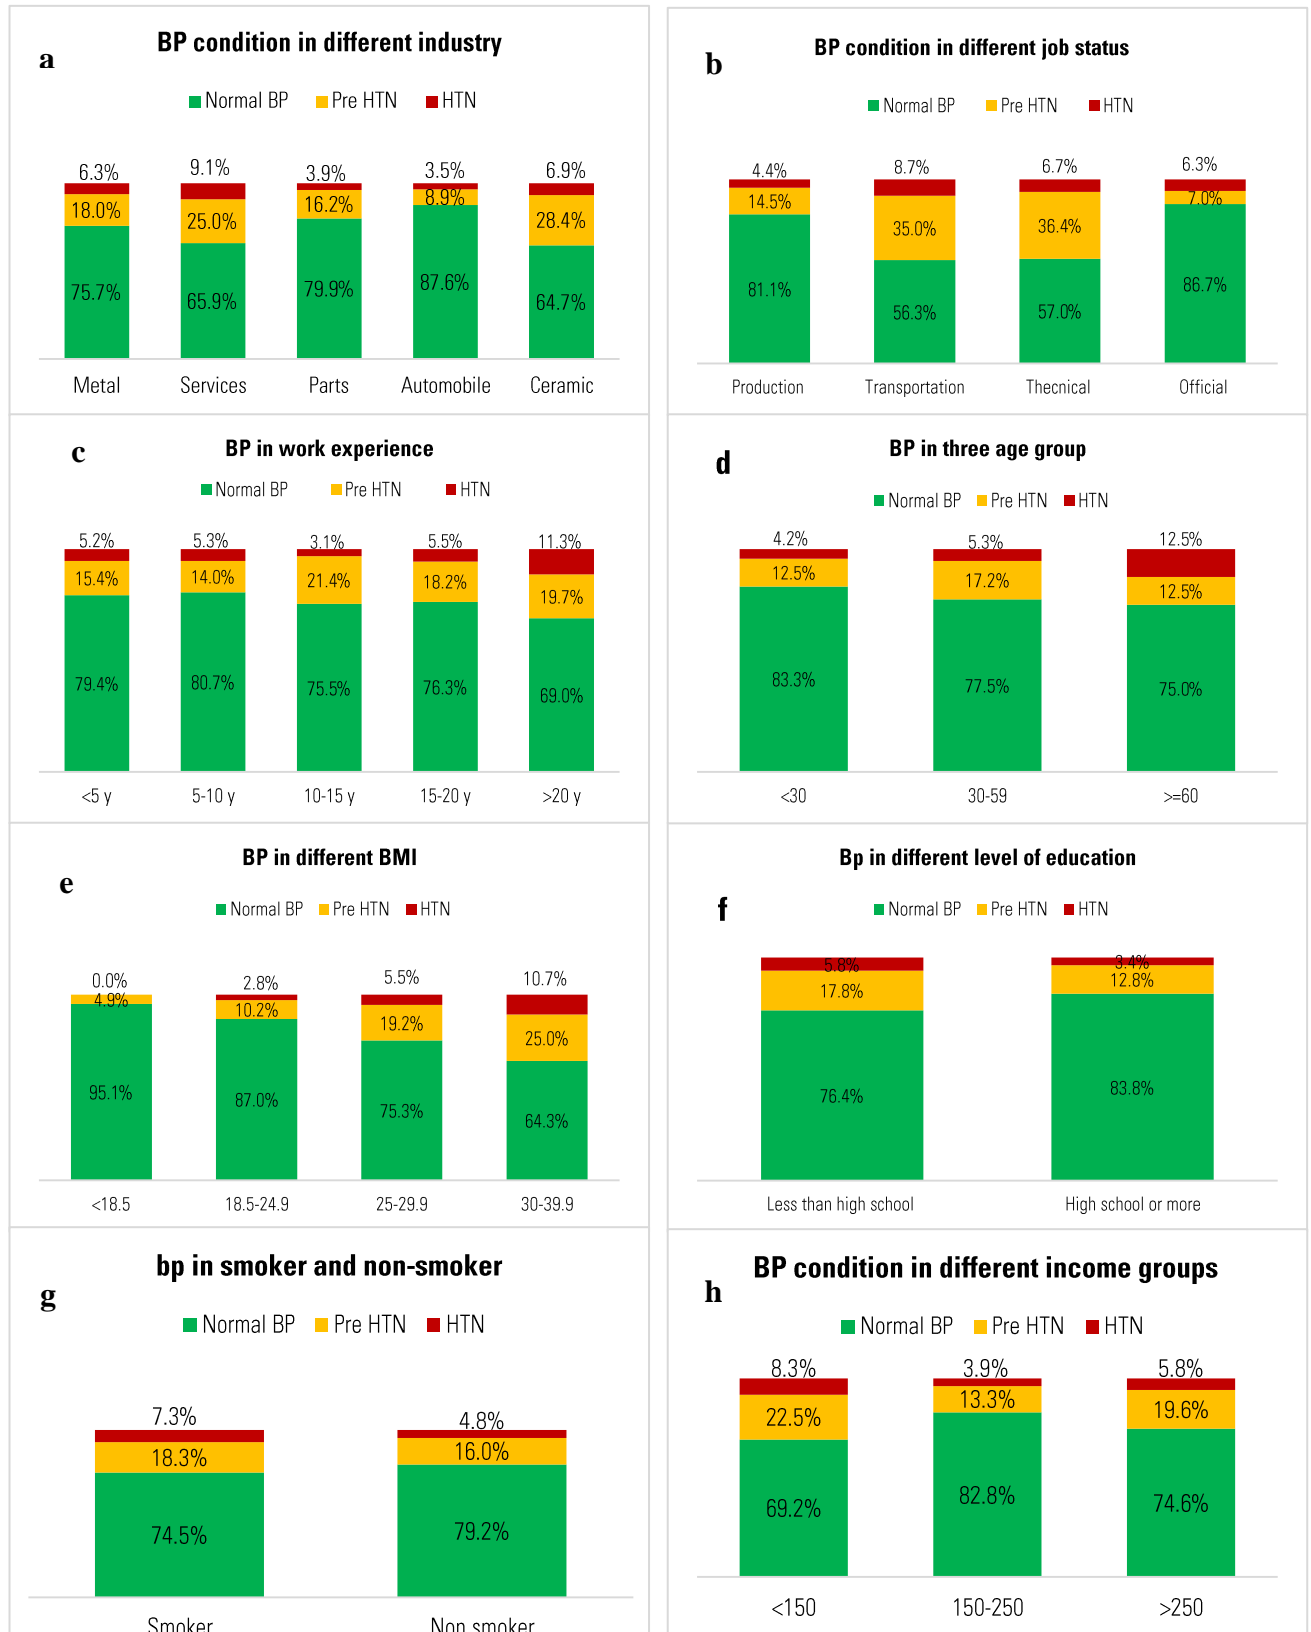 a
BP condition in different industry
Normal BP Pre HTN HTN
6.3% 9.1% 3.9% 3.5% 6.9%
18.0% 25.0% 16.2% 8.9% 28.4%
75.7% 65.9% 79.9% 87.6% 64.7%
Metal Services Parts Automobile Ceramic
b
BP condition in different job status
Normal BP Pre HTN HTN
4.4% 8.7% 6.7% 6.3%
14.5% 35.0% 36.4% 7.0%
81.1% 56.3% 57.0% 86.7%
Production Transportation Thecnical Official
c
BP in work experience
Normal BP Pre HTN HTN
5.2% 5.3% 3.1% 5.5% 11.3%
15.4% 14.0% 21.4% 18.2% 19.7%
79.4% 80.7% 75.5% 76.3% 69.0%
<5 y 5-10 y 10-15 y 15-20 y >20 y
d
BP in three age group
Normal BP Pre HTN HTN
4.2% 5.3% 12.5%
12.5% 17.2% 12.5%
83.3% 77.5% 75.0%
<30 30-59 >=60
e
BP in different BMI
Normal BP Pre HTN HTN
0.0% 2.8% 5.5% 10.7%
4.9% 10.2% 19.2% 25.0%
95.1% 87.0% 75.3% 64.3%
<18.5 18.5-24.9 25-29.9 30-39.9
f
Bp in different level of education
Normal BP Pre HTN HTN
5.8% 3.4%
17.8% 12.8%
76.4% 83.8%
Less than high school High school or more
g
bp in smoker and non-smoker
Normal BP Pre HTN HTN
7.3% 4.8%
18.3% 16.0%
74.5% 79.2%
Smoker Non smoker
h
BP condition in different income groups
Normal BP Pre HTN HTN
8.3% 3.9% 5.8%
22.5% 13.3% 19.6%
69.2% 82.8% 74.6%
<150 150-250 >250